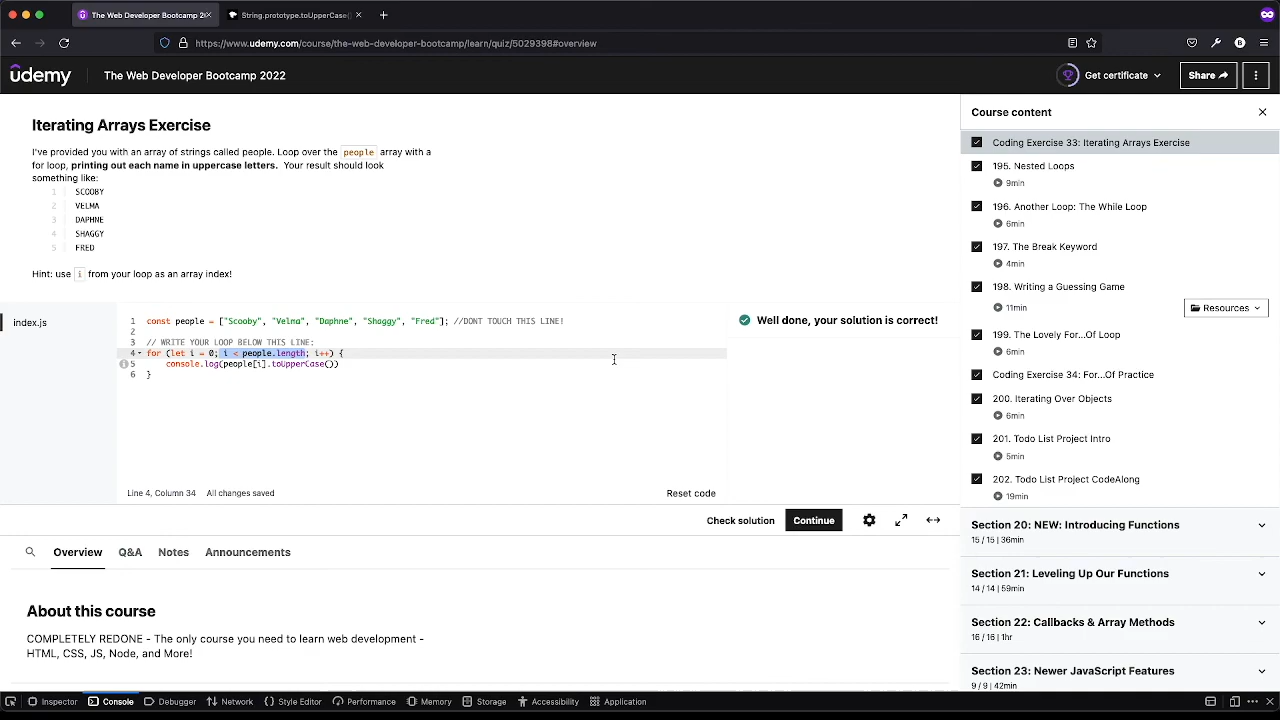 The Web Developer Bootcamp 20
String.prototype.toUpperCase()
https://www.udemy.com/course/the-web-developer-bootcamp/learn/quiz/5029398#overview
B
udemy
The Web Developer Bootcamp 2022
Get certificate
Share
Iterating Arrays Exercise
I've provided you with an array of strings called people. Loop over the people array with a
for loop, printing out each name in uppercase letters. Your result should look
something like:
1 SCOOBY
2 VELMA
3 DAPHNE
4 SHAGGY
5 FRED
Hint: use i from your loop as an array index!
index.js
1 const people = ["Scooby", "Velma", "Daphne", "Shaggy", "Fred"]; //DONT TOUCH THIS LINE!
2
3 // WRITE YOUR LOOP BELOW THIS LINE:
4 for (let i = 0; i < people.length; i++) {
5 console.log(people[i].toUpperCase())
6 }
Well done, your solution is correct!
Line 4, Column 34 All changes saved
Reset code
Check solution
Continue
Overview
Q&A
Notes
Announcements
About this course
COMPLETELY REDONE - The only course you need to learn web development -
HTML, CSS, JS, Node, and More!
Course content
Coding Exercise 33: Iterating Arrays Exercise
195. Nested Loops
9min
196. Another Loop: The While Loop
6min
197. The Break Keyword
4min
198. Writing a Guessing Game
11min
Resources
199. The Lovely For...Of Loop
6min
Coding Exercise 34: For...Of Practice
200. Iterating Over Objects
6min
201. Todo List Project Intro
5min
202. Todo List Project CodeAlong
19min
Section 20: NEW: Introducing Functions
15 / 15 | 36min
Section 21: Leveling Up Our Functions
14 / 14 | 59min
Section 22: Callbacks & Array Methods
16 / 16 | 1hr
Section 23: Newer JavaScript Features
9 / 9 | 42min
Inspector
Console
Debugger
Network
Style Editor
Performance
Memory
Storage
Accessibility
Application